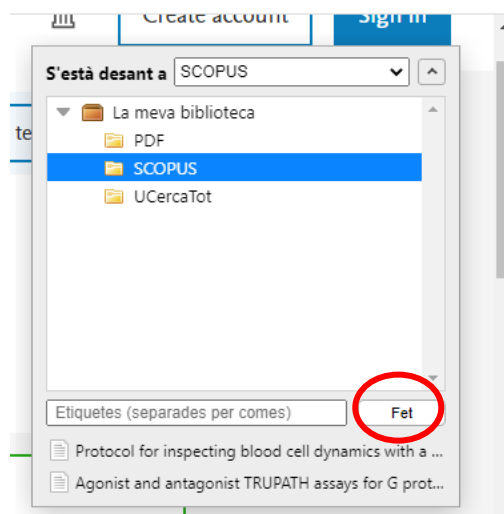 Create account
Sign in
S'està desant a SCOPUS
La meva biblioteca
PDF
SCOPUS
UCercaTot
te
Etiquetes (separades per comes)
Fet
Protocol for inspecting blood cell dynamics with a ...
Agonist and antagonist TRUPATH assays for G prot...